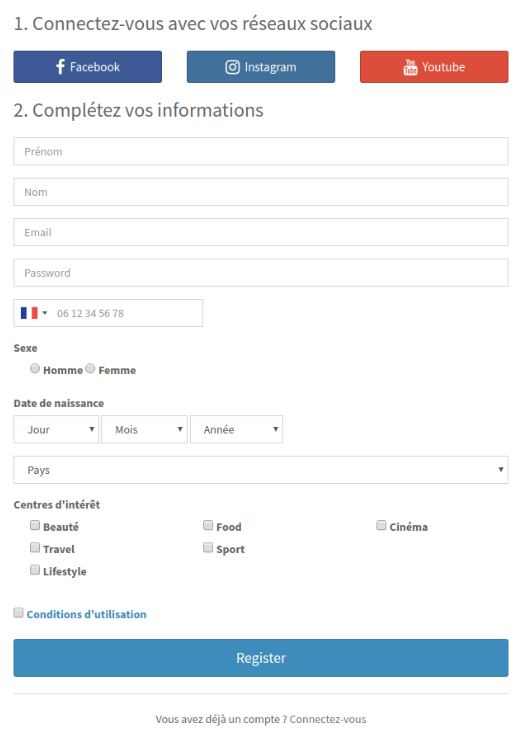 1. Connectez-vous avec vos réseaux sociaux
Facebook Instagram You Tube Youtube
2. Complétez vos informations
Prénom
Nom
Email
Password
06 12 34 56 78
Sexe
Homme Femme
Date de naissance
Jour Mois Année
Pays
Centres d'intérêt
Beauté Food Cinéma
Travel Sport
Lifestyle
Conditions d'utilisation
Register
Vous avez déjà un compte ? Connectez-vous